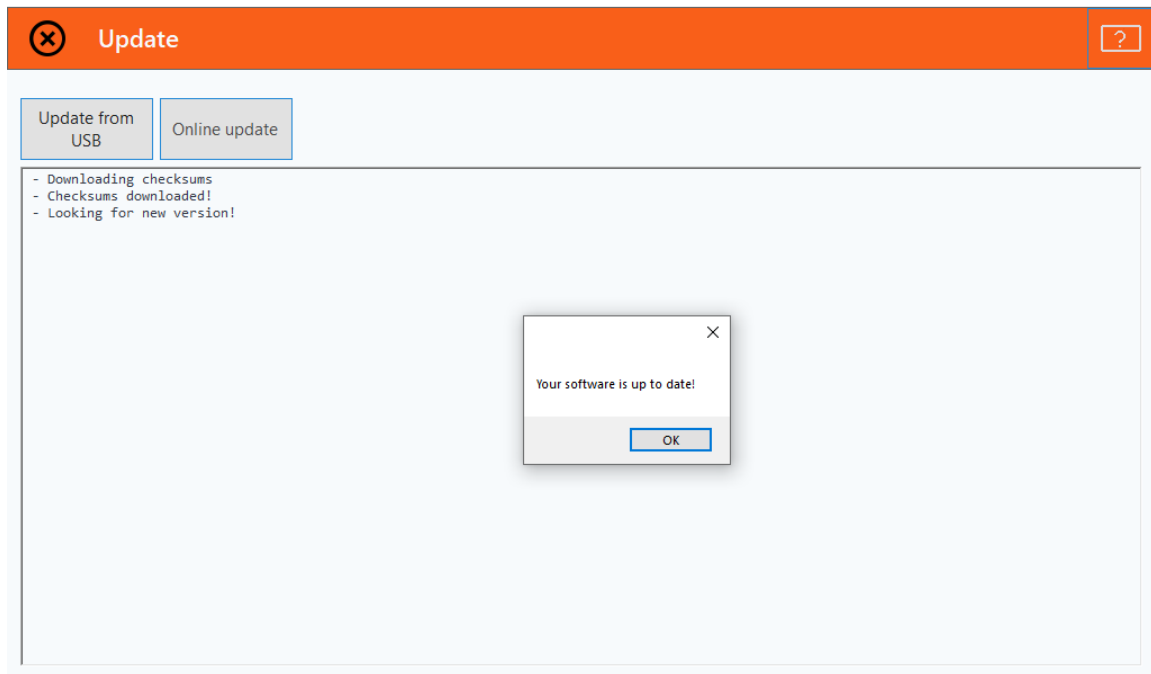 Update
?
Update from
USB
Online update
- Downloading checksums
- Checksums downloaded!
- Looking for new version!
Your software is up to date!
OK